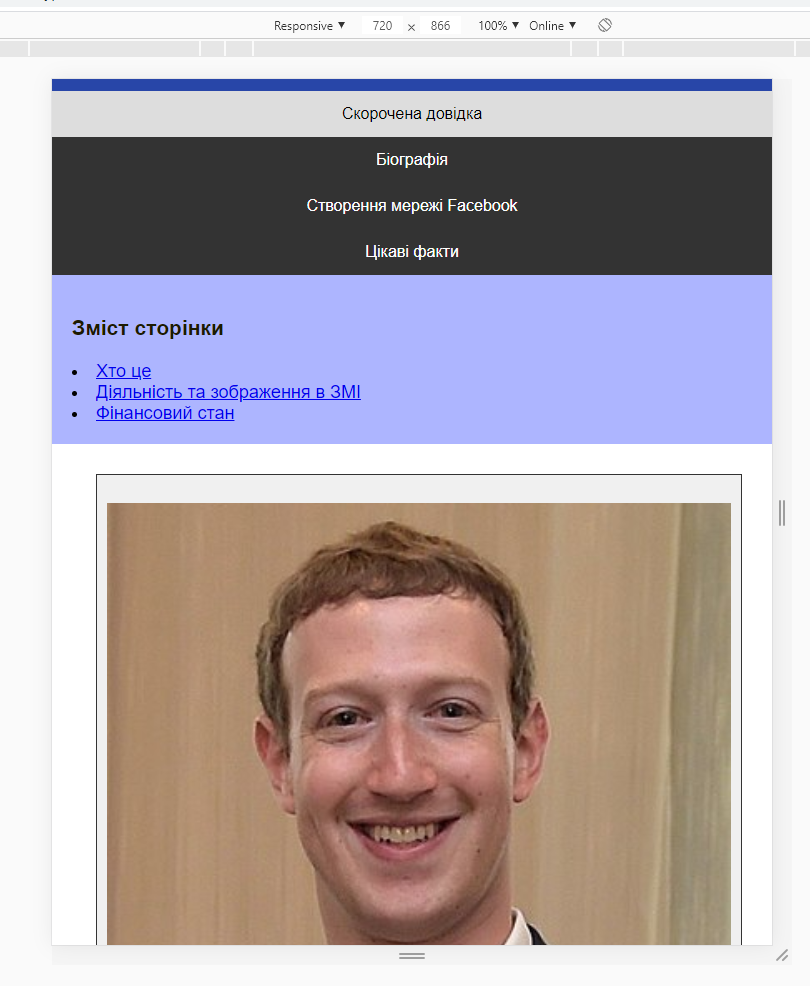 Responsive ▼ 720 × 866 100% ▼ Online ▼
Скорочена довідка
Біографія
Створення мережі Facebook
Цікаві факти
Зміст сторінки
• Хто це
• Діяльність та зображення в ЗМІ
• Фінансовий стан